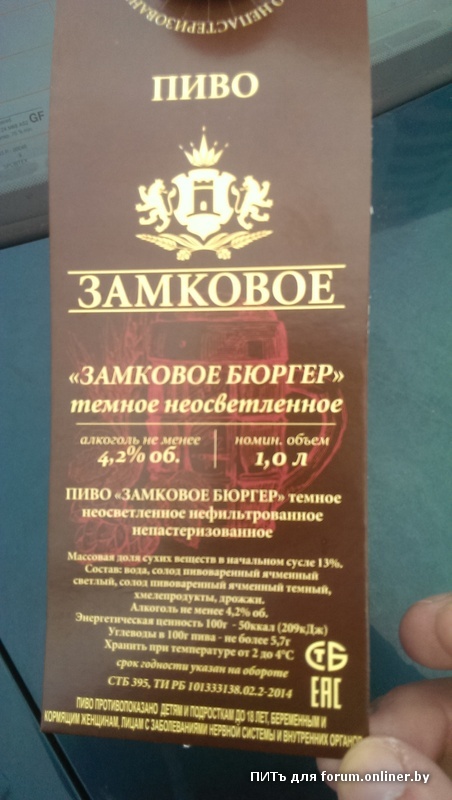 НЕПАСТЕРИЗОВАН
GF
ПИВО
ЗАМКОВОЕ
«ЗАМКОВОЕ БЮРГЕР»
темное неосветленное
алкоголь не менее
4,2% об.
номин. объем
1,0 л
ПИВО «ЗАМКОВОЕ БЮРГЕР» темное
неосветленное нефильтрованное
непастеризованное
Массовая доля сухих веществ в начальном сусле 13%.
Состав: вода, солод пивоваренный ячменный
светлый, солод пивоваренный ячменный темный,
хмелепродукты, дрожжи.
Алкоголь не менее 4,2% об.
Энергетическая ценность 100г - 50ккал (209кДж)
Углеводы в 100г пива - не более 5,7г
Хранить при температуре от 2 до 4°С
срок годности указан на обороте
СТБ 395, ТИ РБ 101333138.02.2-2014
СТБ
ЕАС
ПИВО ПРОТИВОПОКАЗАНО ДЕТЯМ И ПОДРОСТКАМ ДО 18 ЛЕТ, БЕРЕМЕННЫМ И
КОРМЯЩИМ ЖЕНЩИНАМ, ЛИЦАМ С ЗАБОЛЕВАНИЯМИ НЕРВНОЙ СИСТЕМЫ И ВНУТРЕННИХ ОРГАНОВ
ПИТЬ для forum.onliner.by